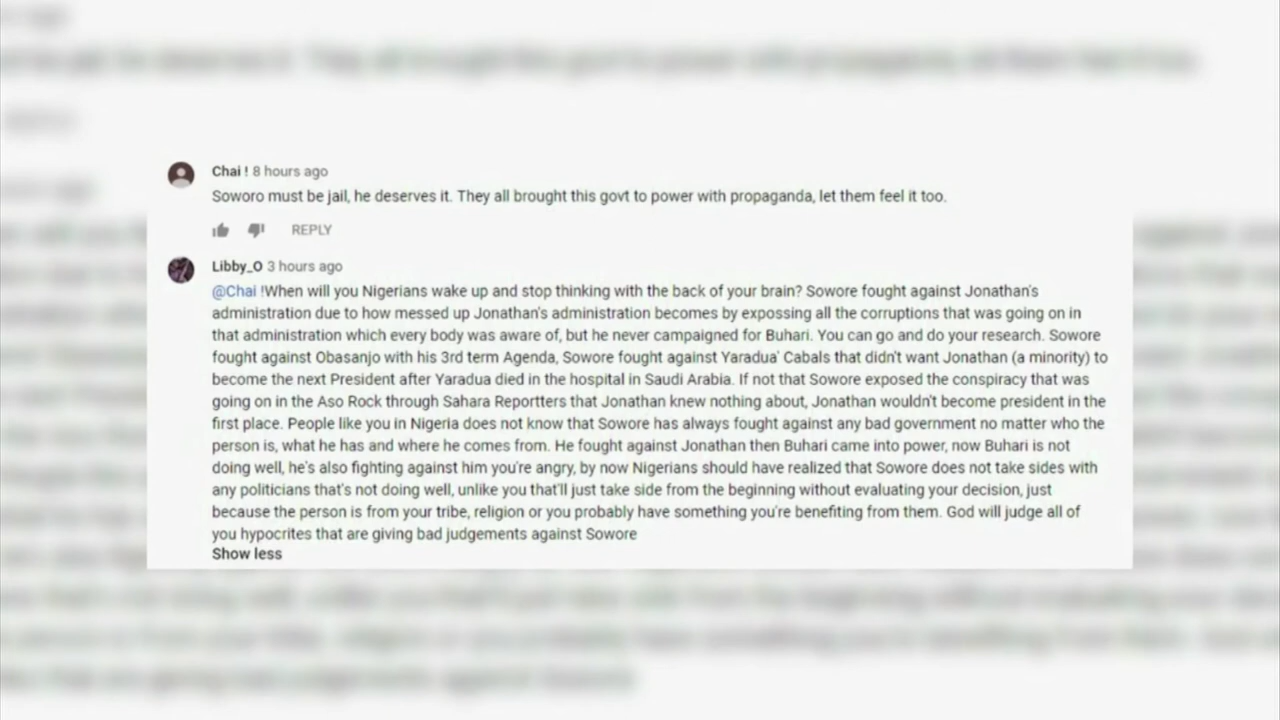 Chai ! 8 hours ago
Soworo must be jail, he deserves it. They all brought this govt to power with propaganda, let them feel it too.
REPLY
Libby_O 3 hours ago
@Chai !When will you Nigerians wake up and stop thinking with the back of your brain? Sowore fought against Jonathan's
administration due to how messed up Jonathan's administration becomes by expossing all the corruptions that was going on in
that administration which every body was aware of, but he never campaigned for Buhari. You can go and do your research. Sowore
fought against Obasanjo with his 3rd term Agenda, Sowore fought against Yaradua' Cabals that didn't want Jonathan (a minority) to
become the next President after Yaradua died in the hospital in Saudi Arabia. If not that Sowore exposed the conspiracy that was
going on in the Aso Rock through Sahara Reportters that Jonathan knew nothing about, Jonathan wouldn't become president in the
first place. People like you in Nigeria does not know that Sowore has always fought against any bad government no matter who the
person is, what he has and where he comes from. He fought against Jonathan then Buhari came into power, now Buhari is not
doing well, he's also fighting against him you're angry, by now Nigerians should have realized that Sowore does not take sides with
any politicians that's not doing well, unlike you that'll just take side from the beginning without evaluating your decision, just
because the person is from your tribe, religion or you probably have something you're benefiting from them. God will judge all of
you hypocrites that are giving bad judgements against Sowore
Show less